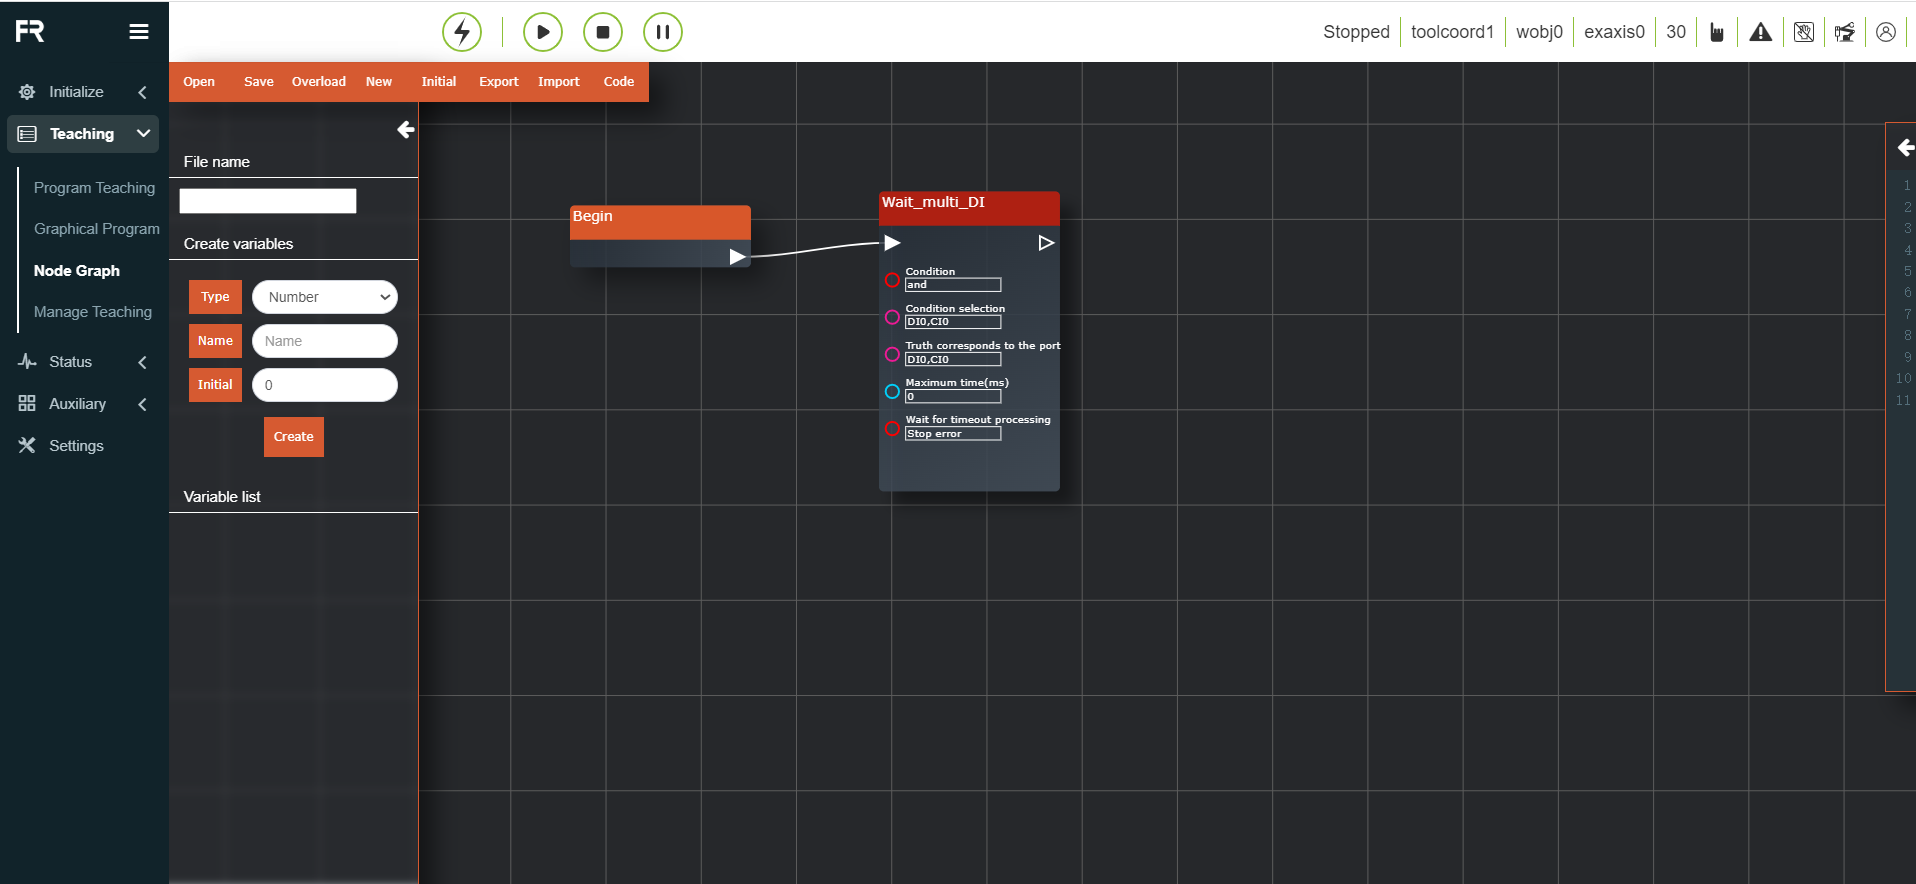 FR
Stopped
toolcoord1
wobj0
exaxis0
30
Open
Save
Overload
New
Initial
Export
Import
Code
Initialize
Teaching
Program Teaching
Graphical Program
Node Graph
Manage Teaching
Status
Auxiliary
Settings
File name
Create variables
Type
Number
Name
Name
Initial
0
Create
Variable list
Begin
Wait_multi_DI
Condition
and
Condition selection
DI0,CI0
Truth corresponds to the port
DI0,CI0
Maximum time(ms)
0
Wait for timeout processing
Stop error
1
2
3
4
5
6
7
8
9
10
11